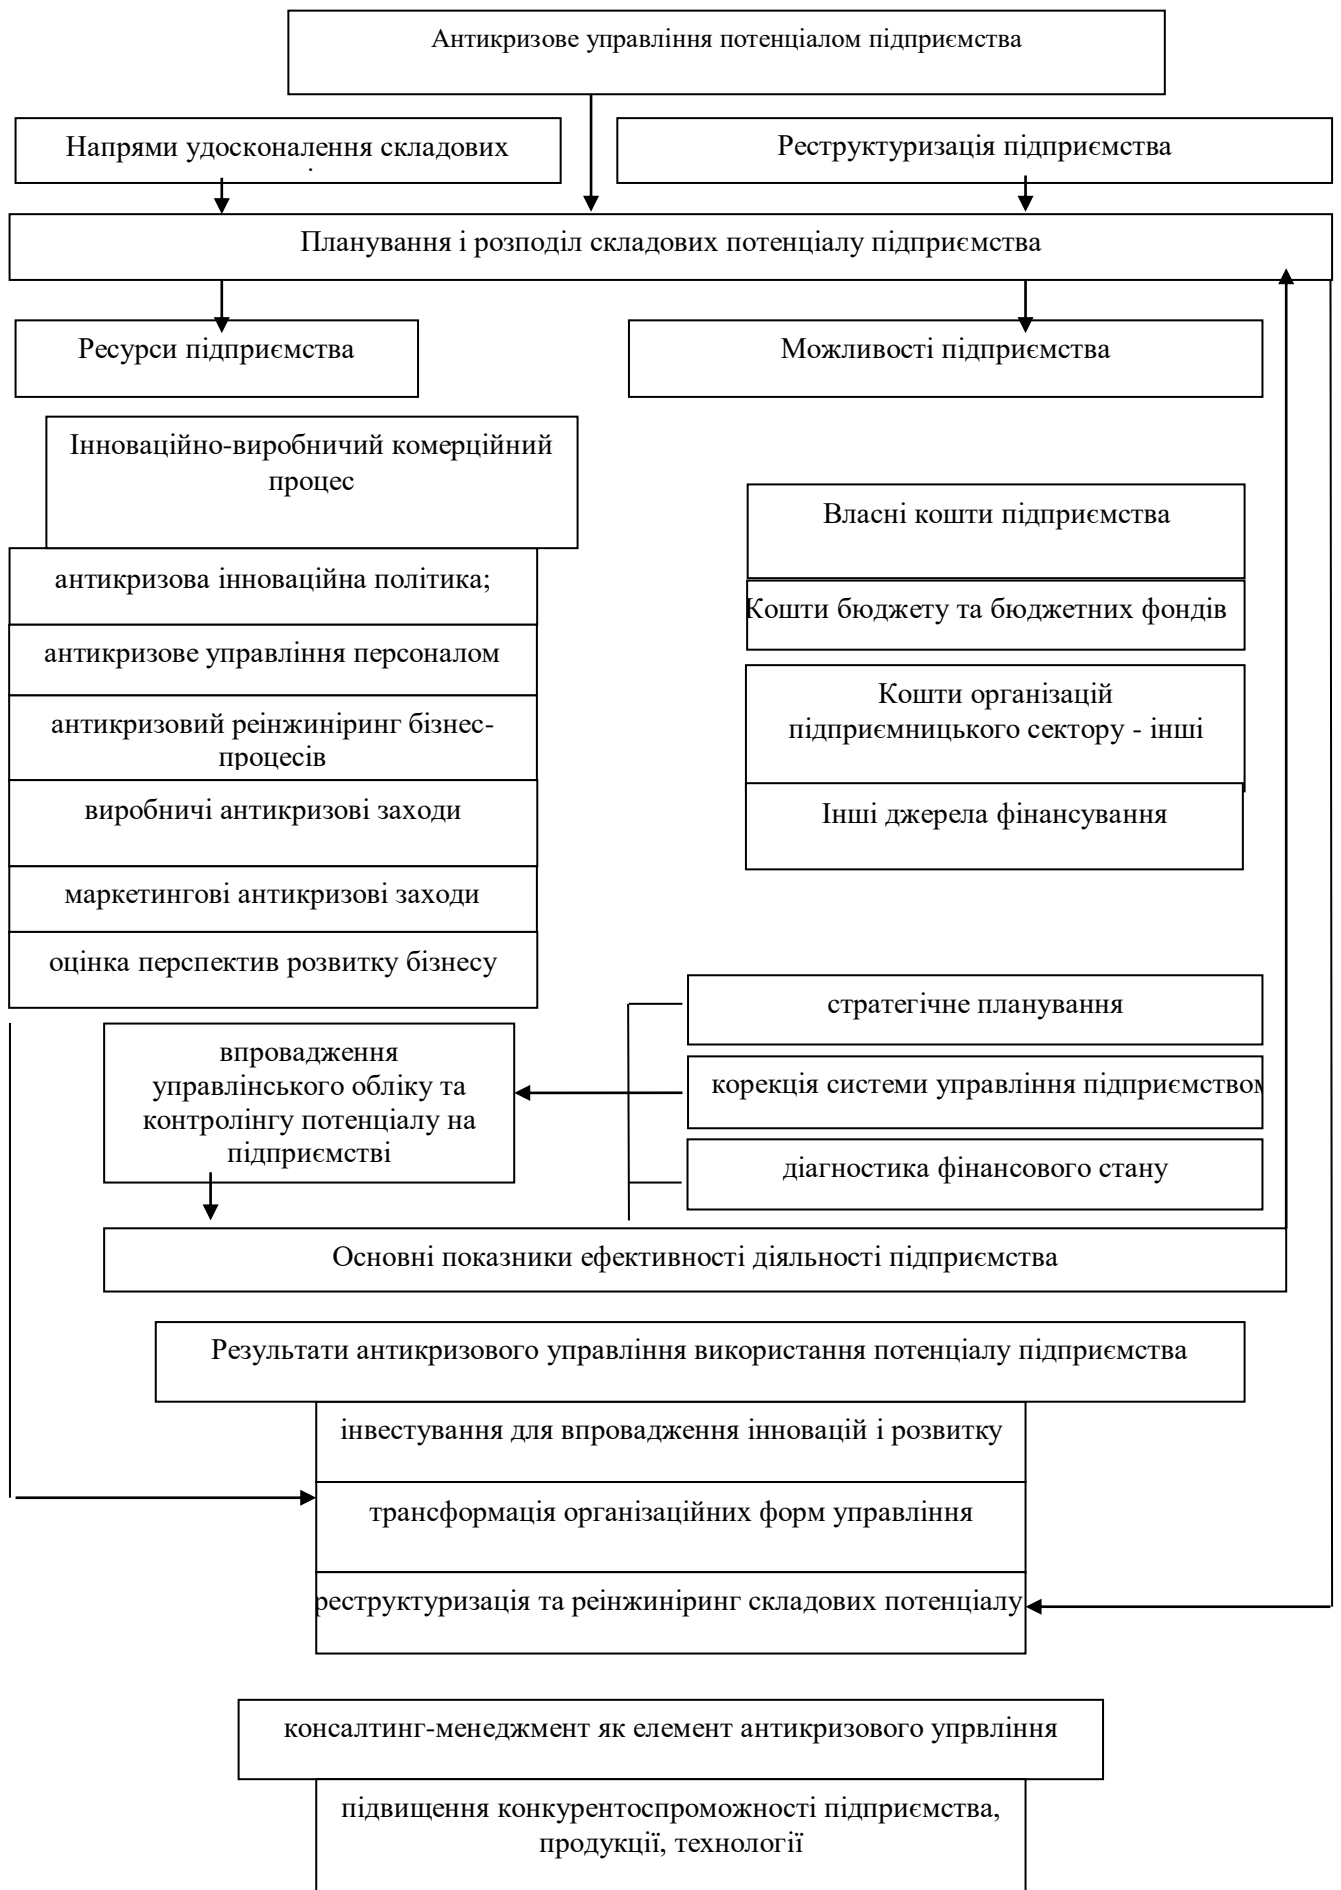 Антикризове управління потенціалом підприємства
Напрями удосконалення складових
Реструктуризація підприємства
Планування і розподіл складових потенціалу підприємства
Ресурси підприємства
Можливості підприємства
Інноваційно-виробничий комерційний
процес
антикризова інноваційна політика;
антикризове управління персоналом
антикризовий реінжиніринг бізнес-
процесів
виробничі антикризові заходи
маркетингові антикризові заходи
оцінка перспектив розвитку бізнесу
Власні кошти підприємства
Кошти бюджету та бюджетних фондів
Кошти організацій
підприємницького сектору - інші
Інші джерела фінансування
впровадження
управлінського обліку та
контролінгу потенціалу на
підприємстві
стратегічне планування
корекція системи управління підприємством
діагностика фінансового стану
Основні показники ефективності діяльності підприємства
Результати антикризового управління використання потенціалу підприємства
інвестування для впровадження інновацій і розвитку
трансформація організаційних форм управління
реструктуризація та реінжиніринг складових потенціалу
консалтинг-менеджмент як елемент антикризового упрвління
підвищення конкурентоспроможності підприємства,
продукції, технології